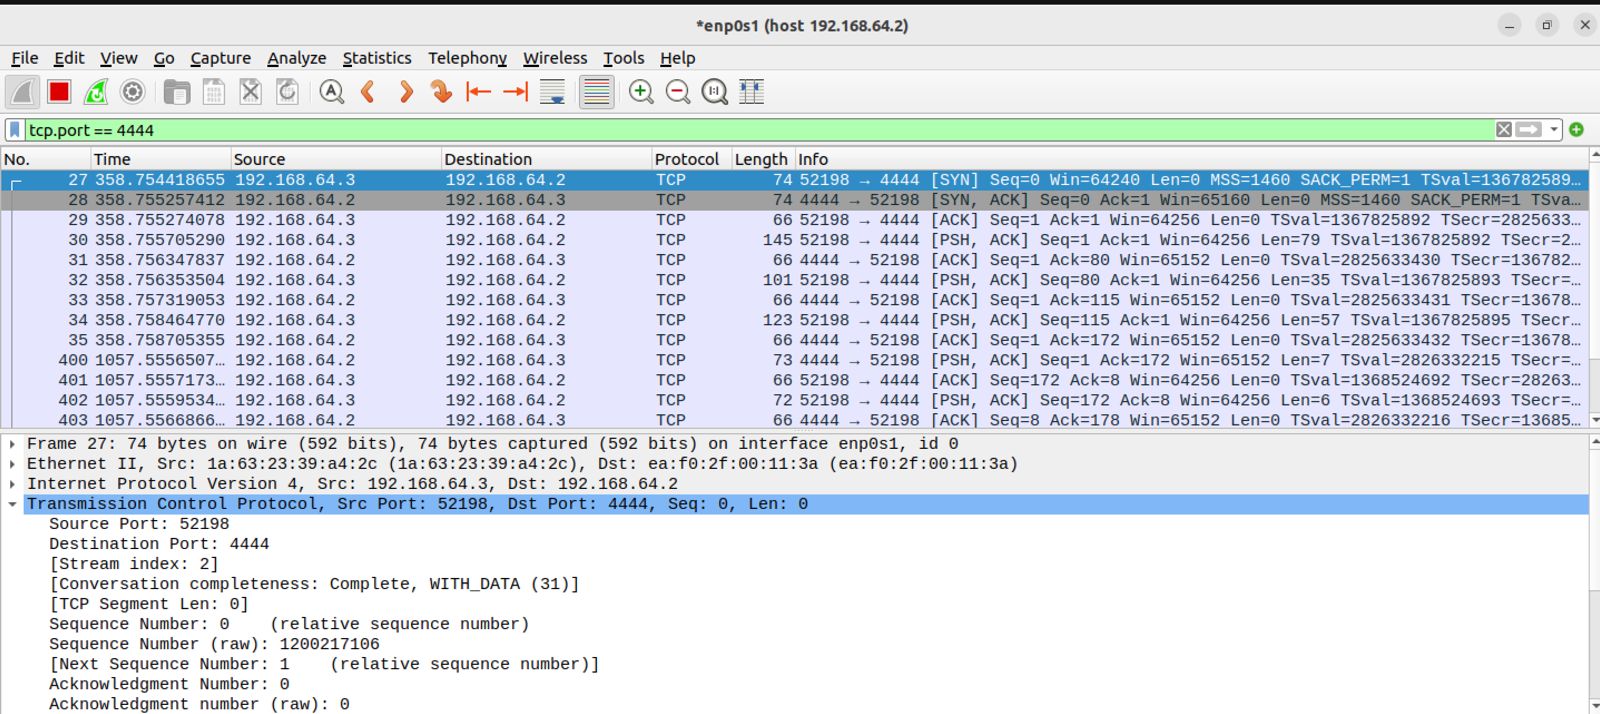 *enp0s1 (host 192.168.64.2)
File Edit View Go Capture Analyze Statistics Telephony Wireless Tools Help
tcp.port == 4444
No. Time Source Destination Protocol Length Info
27 358.754418655 192.168.64.3 192.168.64.2 TCP 74 52198 → 4444 [SYN] Seq=0 Win=64240 Len=0 MSS=1460 SACK_PERM=1 TSval=136782589…
28 358.755257412 192.168.64.2 192.168.64.3 TCP 74 4444 → 52198 [SYN, ACK] Seq=0 Ack=1 Win=65160 Len=0 MSS=1460 SACK_PERM=1 TSva…
29 358.755274078 192.168.64.3 192.168.64.2 TCP 66 52198 → 4444 [ACK] Seq=1 Ack=1 Win=64256 Len=0 TSval=1367825892 TSecr=2825633…
30 358.755705290 192.168.64.3 192.168.64.2 TCP 145 52198 → 4444 [PSH, ACK] Seq=1 Ack=1 Win=64256 Len=79 TSval=1367825892 TSecr=2…
31 358.756347837 192.168.64.2 192.168.64.3 TCP 66 4444 → 52198 [ACK] Seq=1 Ack=80 Win=65152 Len=0 TSval=2825633430 TSecr=136782…
32 358.756353504 192.168.64.3 192.168.64.2 TCP 101 52198 → 4444 [PSH, ACK] Seq=80 Ack=1 Win=64256 Len=35 TSval=1367825893 TSecr=…
33 358.757319053 192.168.64.2 192.168.64.3 TCP 66 4444 → 52198 [ACK] Seq=1 Ack=115 Win=65152 Len=0 TSval=2825633431 TSecr=13678…
34 358.758464770 192.168.64.3 192.168.64.2 TCP 123 52198 → 4444 [PSH, ACK] Seq=115 Ack=1 Win=64256 Len=57 TSval=1367825895 TSecr…
35 358.758705355 192.168.64.2 192.168.64.3 TCP 66 4444 → 52198 [ACK] Seq=1 Ack=172 Win=65152 Len=0 TSval=2825633432 TSecr=13678…
400 1057.5556507… 192.168.64.2 192.168.64.3 TCP 73 4444 → 52198 [PSH, ACK] Seq=1 Ack=172 Win=65152 Len=7 TSval=2826332215 TSecr=…
401 1057.5557173… 192.168.64.3 192.168.64.2 TCP 66 52198 → 4444 [ACK] Seq=172 Ack=8 Win=64256 Len=0 TSval=1368524692 TSecr=28263…
402 1057.5559534… 192.168.64.3 192.168.64.2 TCP 72 52198 → 4444 [PSH, ACK] Seq=172 Ack=8 Win=64256 Len=6 TSval=1368524693 TSecr=…
403 1057.5566866… 192.168.64.2 192.168.64.3 TCP 66 4444 → 52198 [ACK] Seq=8 Ack=178 Win=65152 Len=0 TSval=2826332216 TSecr=13685…
Frame 27: 74 bytes on wire (592 bits), 74 bytes captured (592 bits) on interface enp0s1, id 0
Ethernet II, Src: 1a:63:23:39:a4:2c (1a:63:23:39:a4:2c), Dst: ea:f0:2f:00:11:3a (ea:f0:2f:00:11:3a)
Internet Protocol Version 4, Src: 192.168.64.3, Dst: 192.168.64.2
Transmission Control Protocol, Src Port: 52198, Dst Port: 4444, Seq: 0, Len: 0
Source Port: 52198
Destination Port: 4444
[Stream index: 2]
[Conversation completeness: Complete, WITH_DATA (31)]
[TCP Segment Len: 0]
Sequence Number: 0 (relative sequence number)
Sequence Number (raw): 1200217106
[Next Sequence Number: 1 (relative sequence number)]
Acknowledgment Number: 0
Acknowledgment number (raw): 0